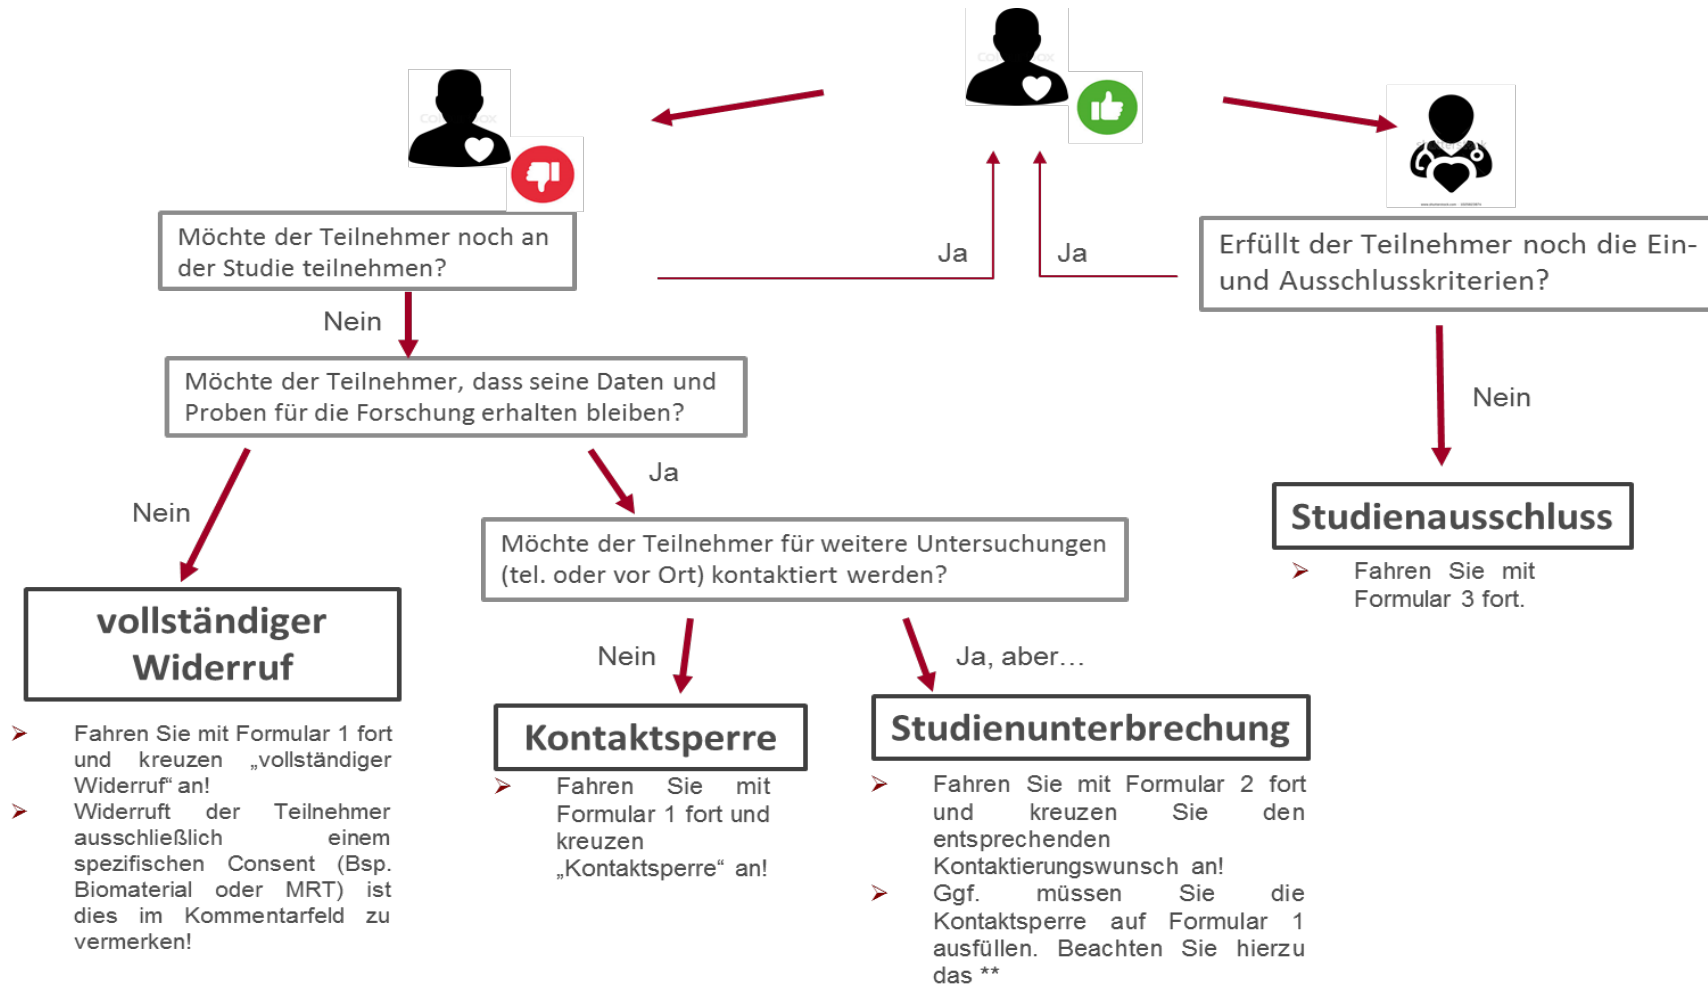 Möchte der Teilnehmer noch an
der Studie teilnehmen?
Ja
Ja
Erfüllt der Teilnehmer noch die Ein-
und Ausschlusskriterien?
Nein
Möchte der Teilnehmer, dass seine Daten und
Proben für die Forschung erhalten bleiben?
Nein
Nein
Ja
Möchte der Teilnehmer für weitere Untersuchungen
(tel. oder vor Ort) kontaktiert werden?
Studienausschluss
➢ Fahren Sie mit
Formular 3 fort.
vollständiger
Widerruf
➢ Fahren Sie mit Formular 1 fort
und kreuzen „vollständiger
Widerruf“ an!
➢ Widerruft der Teilnehmer
ausschließlich einem
spezifischen Consent (Bsp.
Biomaterial oder MRT) ist
dies im Kommentarfeld zu
vermerken!
Nein
Ja, aber…
Kontaktsperre
➢ Fahren Sie mit
Formular 1 fort und
kreuzen
„Kontaktsperre“ an!
Studienunterbrechung
➢ Fahren Sie mit Formular 2 fort
und kreuzen Sie den
entsprechenden
Kontaktierungswunsch an!
➢ Ggf. müssen Sie die
Kontaktsperre auf Formular 1
ausfüllen. Beachten Sie hierzu
das **